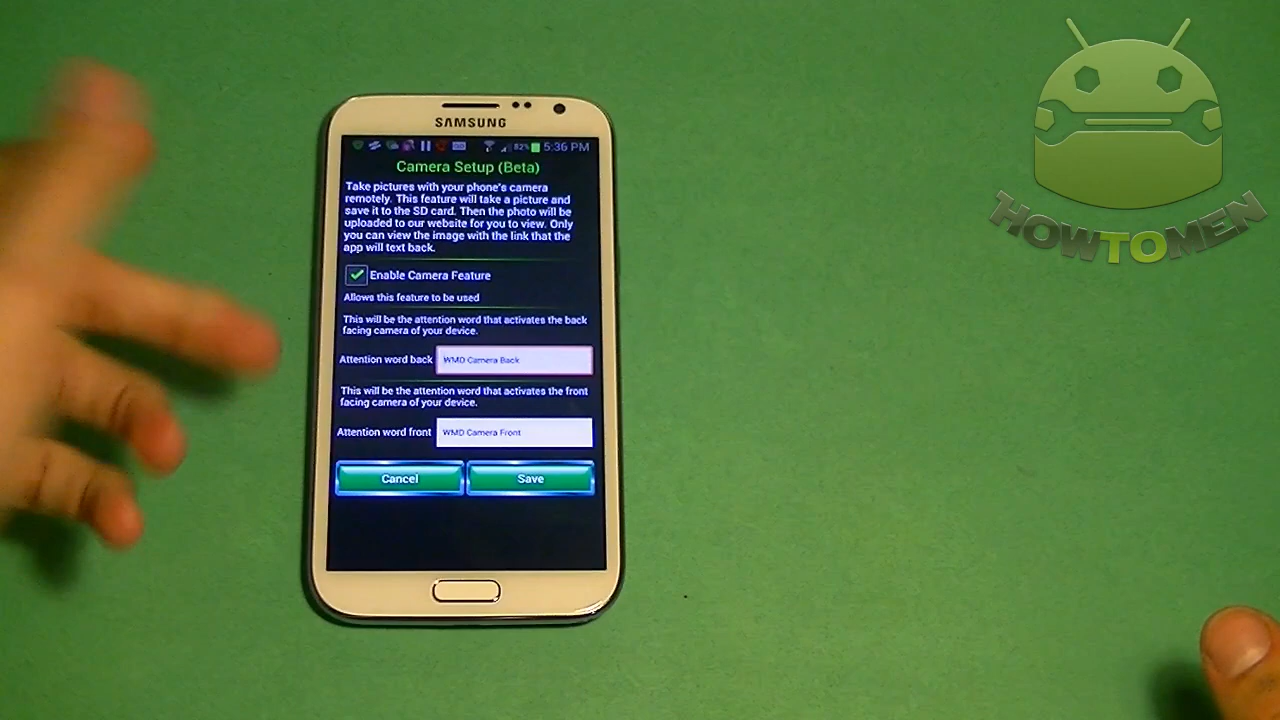 HOWTOMEN
SAMSUNG
82% 5:36 PM
Camera Setup (Beta)
Take pictures with your phone's camera
remotely. This feature will take a picture and
save it to the SD card. Then the photo will be
uploaded to our website for you to view. Only
you can view the image with the link that the
app will text back.
Enable Camera Feature
Allows this feature to be used
This will be the attention word that activates the back
facing camera of your device.
Attention word back WMD Camera Back
This will be the attention word that activates the front
facing camera of your device.
Attention word front WMD Camera Front
Cancel Save